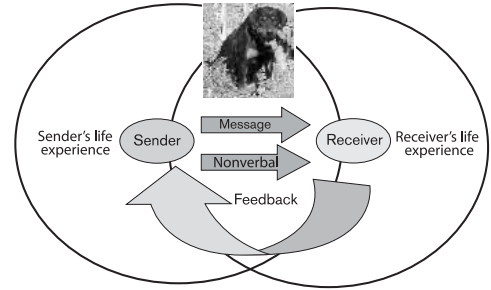 Message
Sender's life
experience
Sender
Receiver
Receiver's life
experience
Nonverbal
Feedback